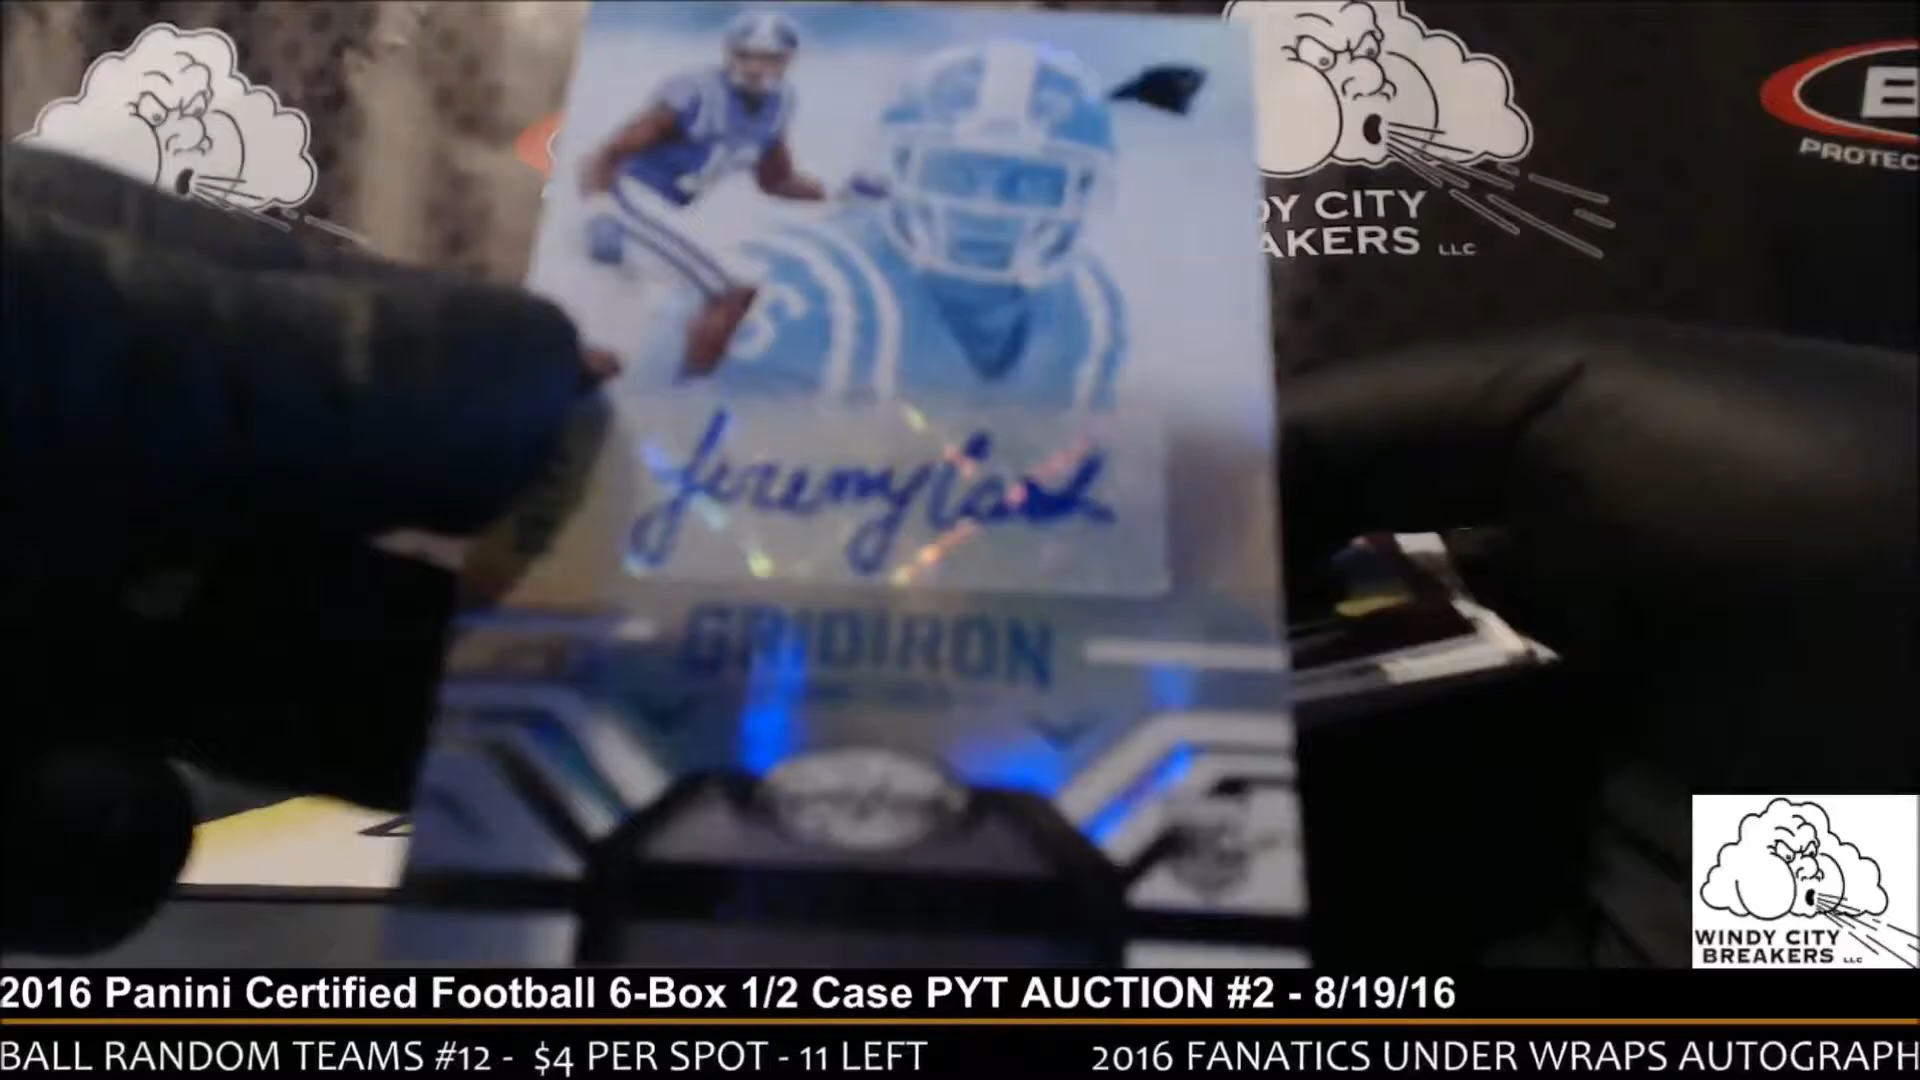 DY CITY
AKERS LLC
PROTEC
Jeremy Cash
GRIDIRON
WINDY CITY
BREAKERS LLC
2016 Panini Certified Football 6-Box 1/2 Case PYT AUCTION #2 - 8/19/16
BALL RANDOM TEAMS #12 - $4 PER SPOT - 11 LEFT 2016 FANATICS UNDER WRAPS AUTOGRAPH